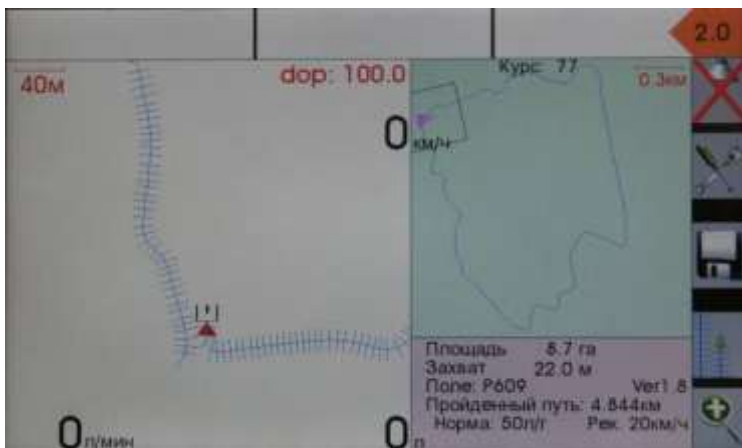 2.0
40м
dop: 100.0
Курс: 77
0.3км
0
км/ч
Площадь 8.7 га
Захват 22.0 м
Поле: P609 Ver1.8
Пройденный путь: 4.844км
Норма: 50л/г Рек. 20км/ч
0 л/мин
0 л